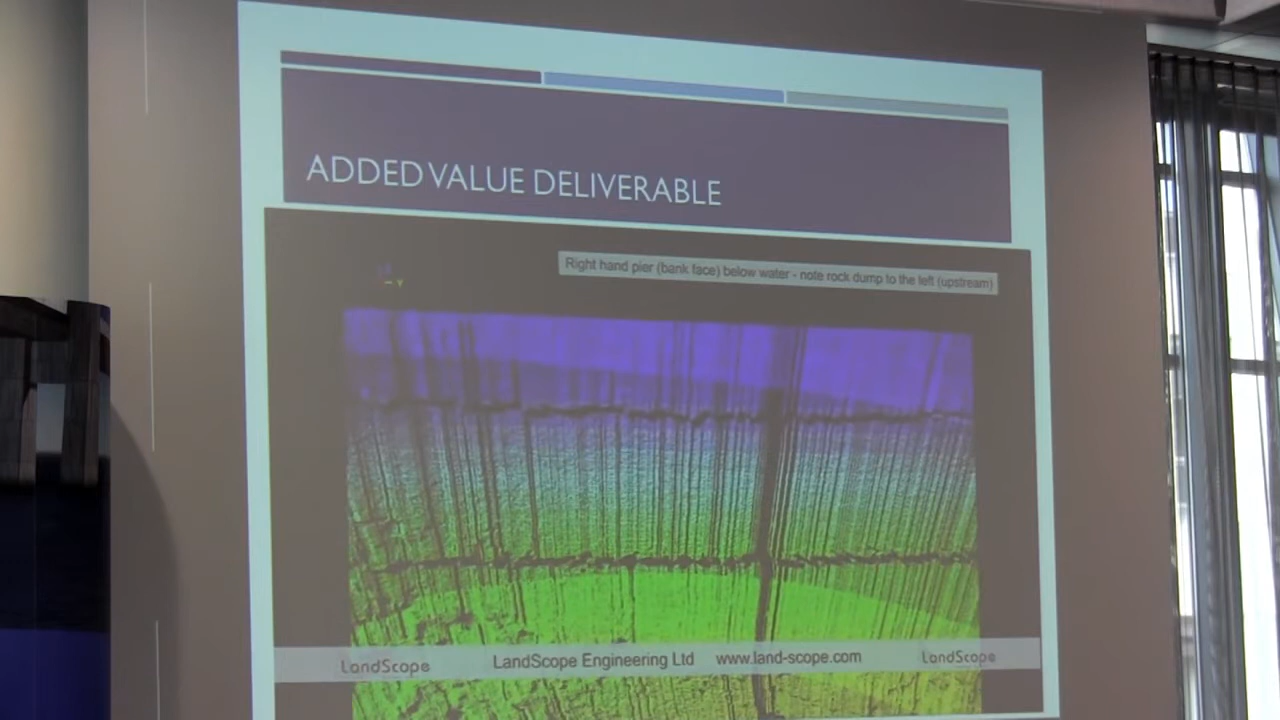 ADDED VALUE DELIVERABLE
Right hand pier (bank face) below water - note rock dump to the left (upstream)
LandScope LandScope Engineering Ltd www.land-scope.com LandScope